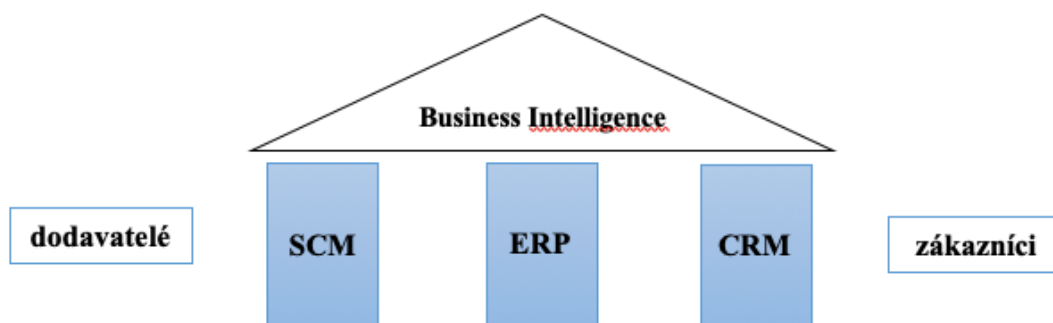 Business Intelligence
dodavatelé
SCM
ERP
CRM
zákazníci